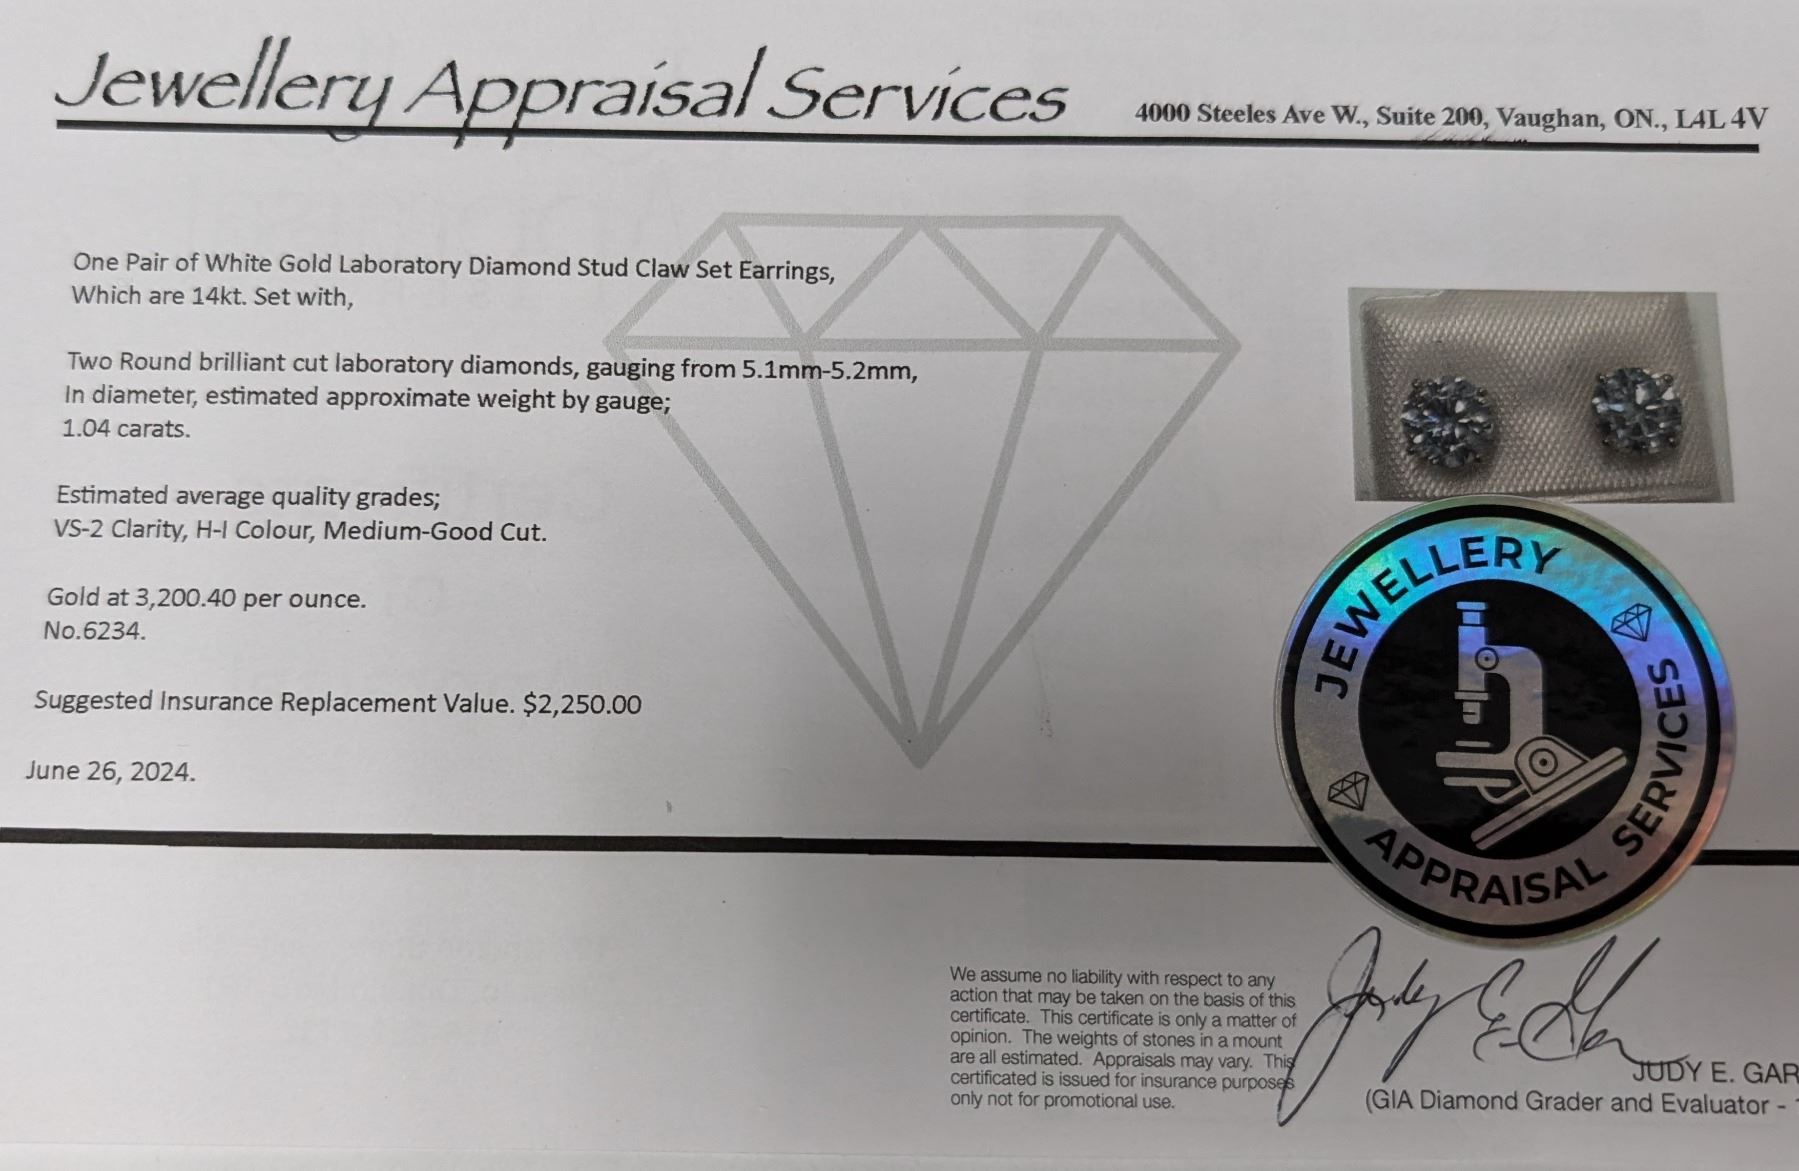 Jewellery Appraisal Services
4000 Steeles Ave W., Suite 200, Vaughan, ON., L4L 4V
One Pair of White Gold Laboratory Diamond Stud Claw Set Earrings,
Which are 14kt. Set with,
Two Round brilliant cut laboratory diamonds, gauging from 5.1mm-5.2mm,
In diameter, estimated approximate weight by gauge;
1.04 carats.
Estimated average quality grades;
VS-2 Clarity, H-I Colour, Medium-Good Cut.
Gold at 3,200.40 per ounce.
No.6234.
Suggested Insurance Replacement Value. $2,250.00
June 26, 2024.
JEWELLERY
APPRAISAL SERVICES
We assume no liability with respect to any
action that may be taken on the basis of this
certificate. This certificate is only a matter of
opinion. The weights of stones in a mount
are all estimated. Appraisals may vary. This
certificated is issued for insurance purposes
only not for promotional use.
JUDY E. GAR
(GIA Diamond Grader and Evaluator -